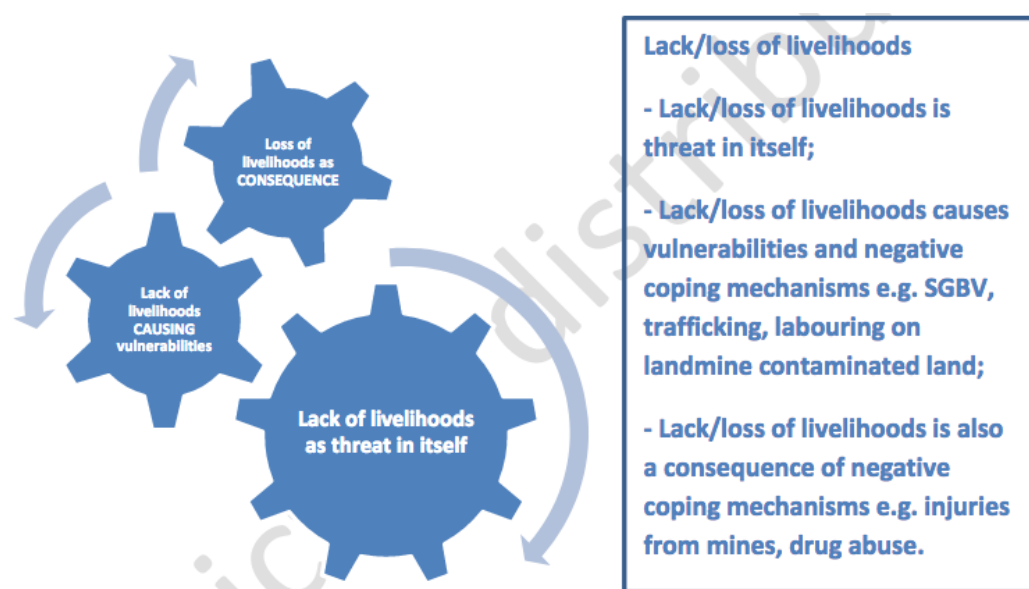 Loss of
livelihoods as
CONSEQUENCE
Lack of
livelihoods
CAUSING
vulnerabilities
Lack of livelihoods
as threat in itself
Lack/loss of livelihoods
- Lack/loss of livelihoods is
threat in itself;
- Lack/loss of livelihoods causes
vulnerabilities and negative
coping mechanisms e.g. SGBV,
trafficking, labouring on
landmine contaminated land;
- Lack/loss of livelihoods is also
a consequence of negative
coping mechanisms e.g. injuries
from mines, drug abuse.